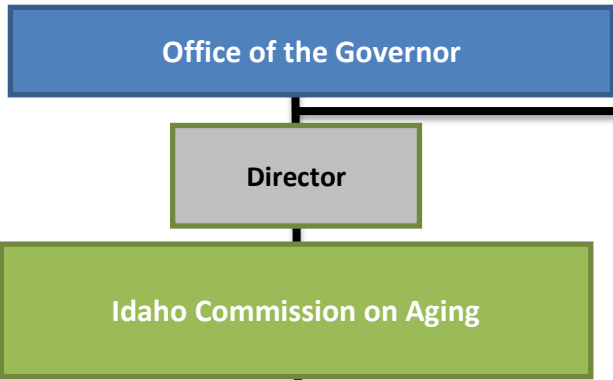 Office of the Governor
Director
Idaho Commission on Aging